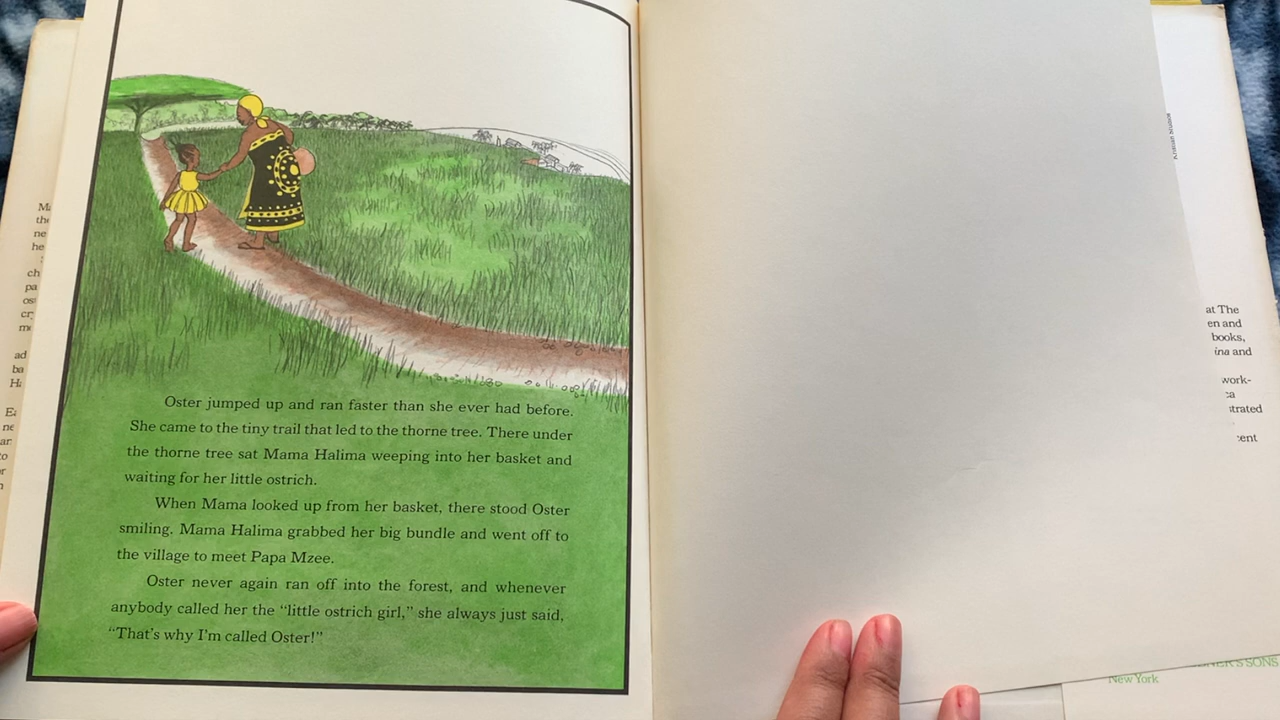 Oster jumped up and ran faster than she ever had before.
She came to the tiny trail that led to the thorne tree. There under
the thorne tree sat Mama Halima weeping into her basket and
waiting for her little ostrich.
When Mama looked up from her basket, there stood Oster
smiling. Mama Halima grabbed her big bundle and went off to
the village to meet Papa Mzee.
Oster never again ran off into the forest, and whenever
anybody called her the “little ostrich girl,” she always just said,
“That's why I'm called Oster!”
at The
en and
books,
ina and
work-
strated
cent
NER'S SONS
New York